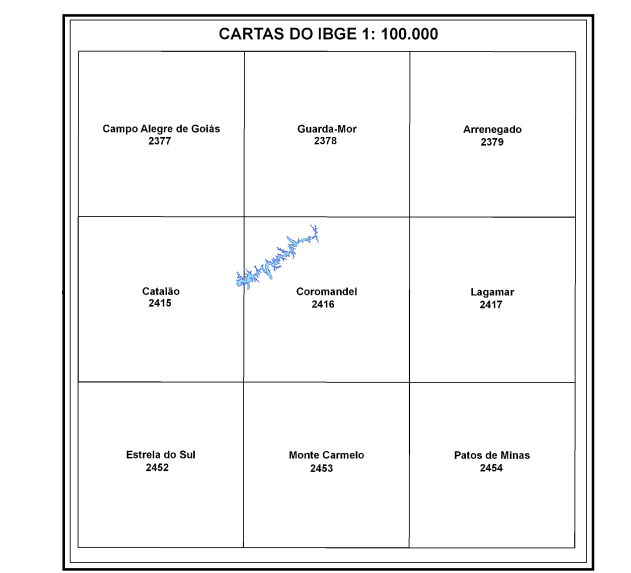 CARTAS DO IBGE 1: 100.000
Campo Alegre de Goiás
2377
Guarda-Mor
2378
Arrenegado
2379
Catalão
2415
Coromandel
2416
Lagamar
2417
Estrela do Sul
2452
Monte Carmelo
2453
Patos de Minas
2454